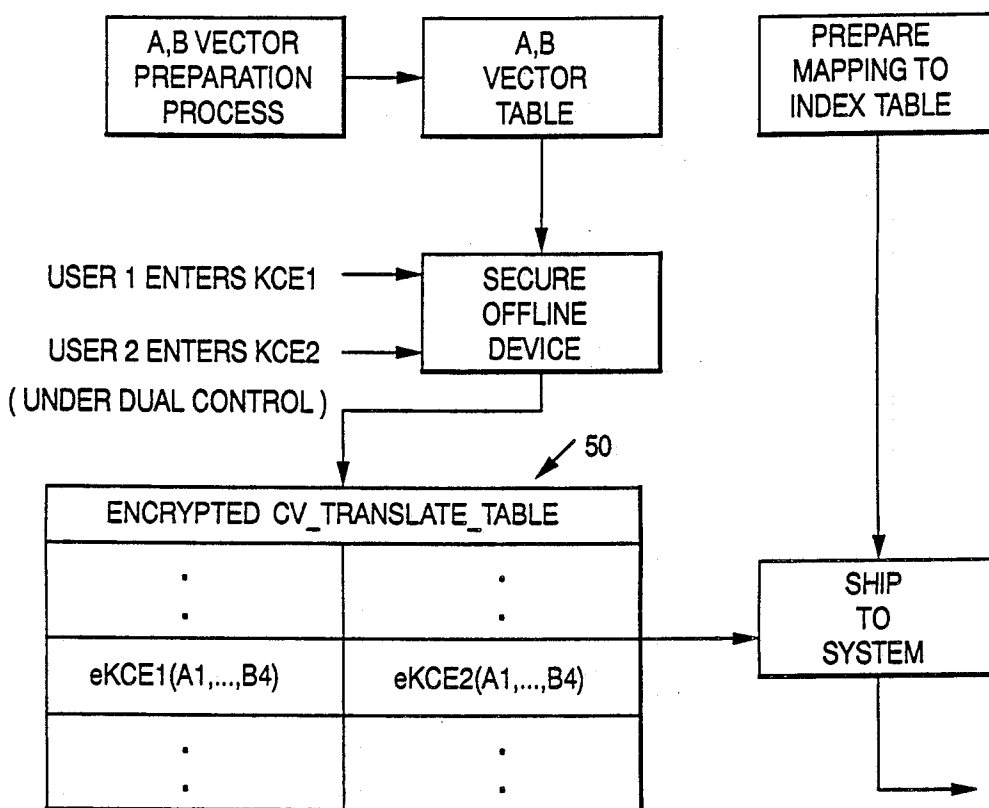 A,B VECTOR
PREPARATION
PROCESS
A,B
VECTOR
TABLE
PREPARE
MAPPING TO
INDEX TABLE
USER 1 ENTERS KCE1
USER 2 ENTERS KCE2
( UNDER DUAL CONTROL )
SECURE
OFFLINE
DEVICE
50
ENCRYPTED CV_TRANSLATE_TABLE
. .
. .
eKCE1(A1,...,B4) eKCE2(A1,...,B4)
. .
. .
SHIP
TO
SYSTEM